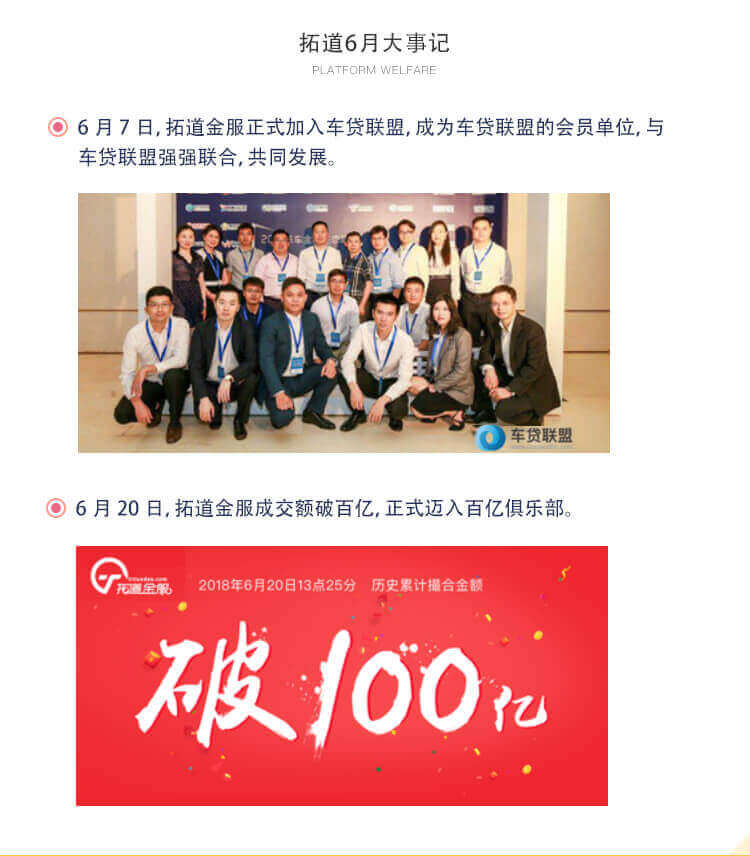 拓道6月大事记
PLATFORM WELFARE
6 月 7 日, 拓道金服正式加入车贷联盟, 成为车贷联盟的会员单位, 与
车贷联盟强强联合, 共同发展。
车贷联盟
6 月 20 日, 拓道金服成交额破百亿, 正式迈入百亿俱乐部。
拓道金服
2018年6月20日13点25分 历史累计撮合金额
破100亿